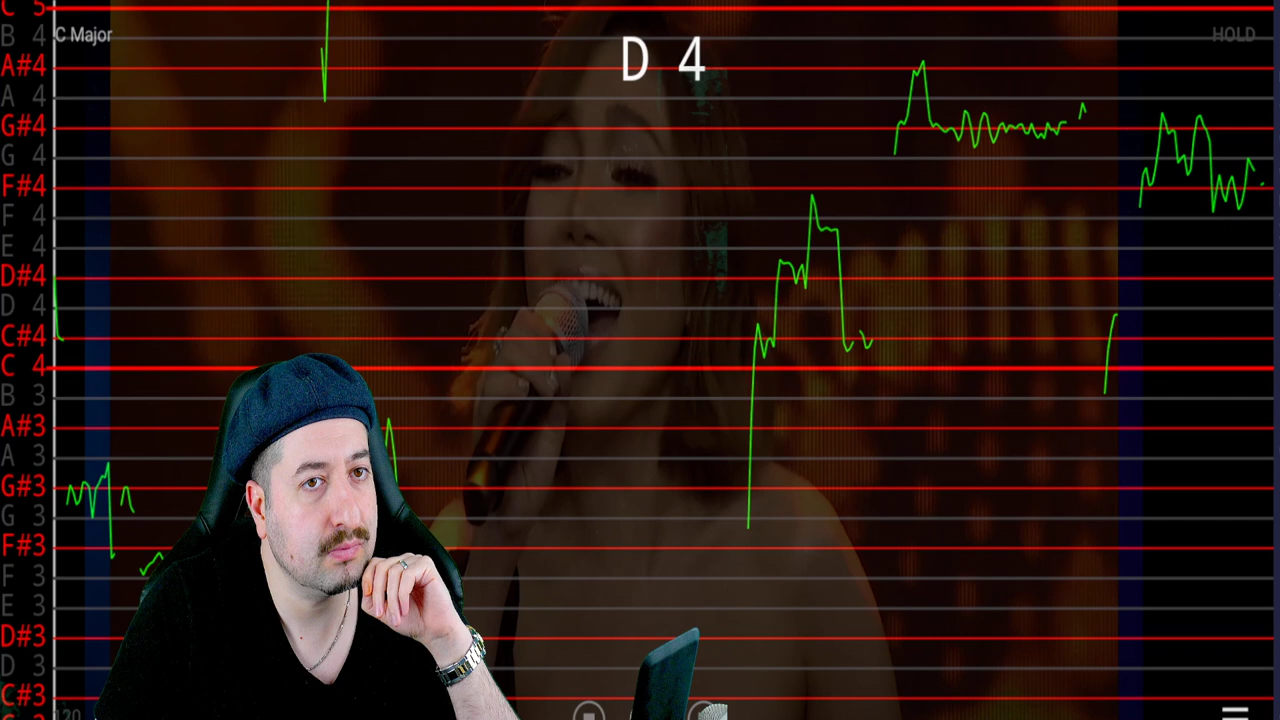 C 5
B 4
C Major
HOLD
A#4
D 4
A 4
G#4
G 4
F#4
F 4
E 4
D#4
D 4
C#4
C 4
B 3
A#3
A 3
G#3
G 3
F#3
F 3
E 3
D#3
D 3
C#3
120